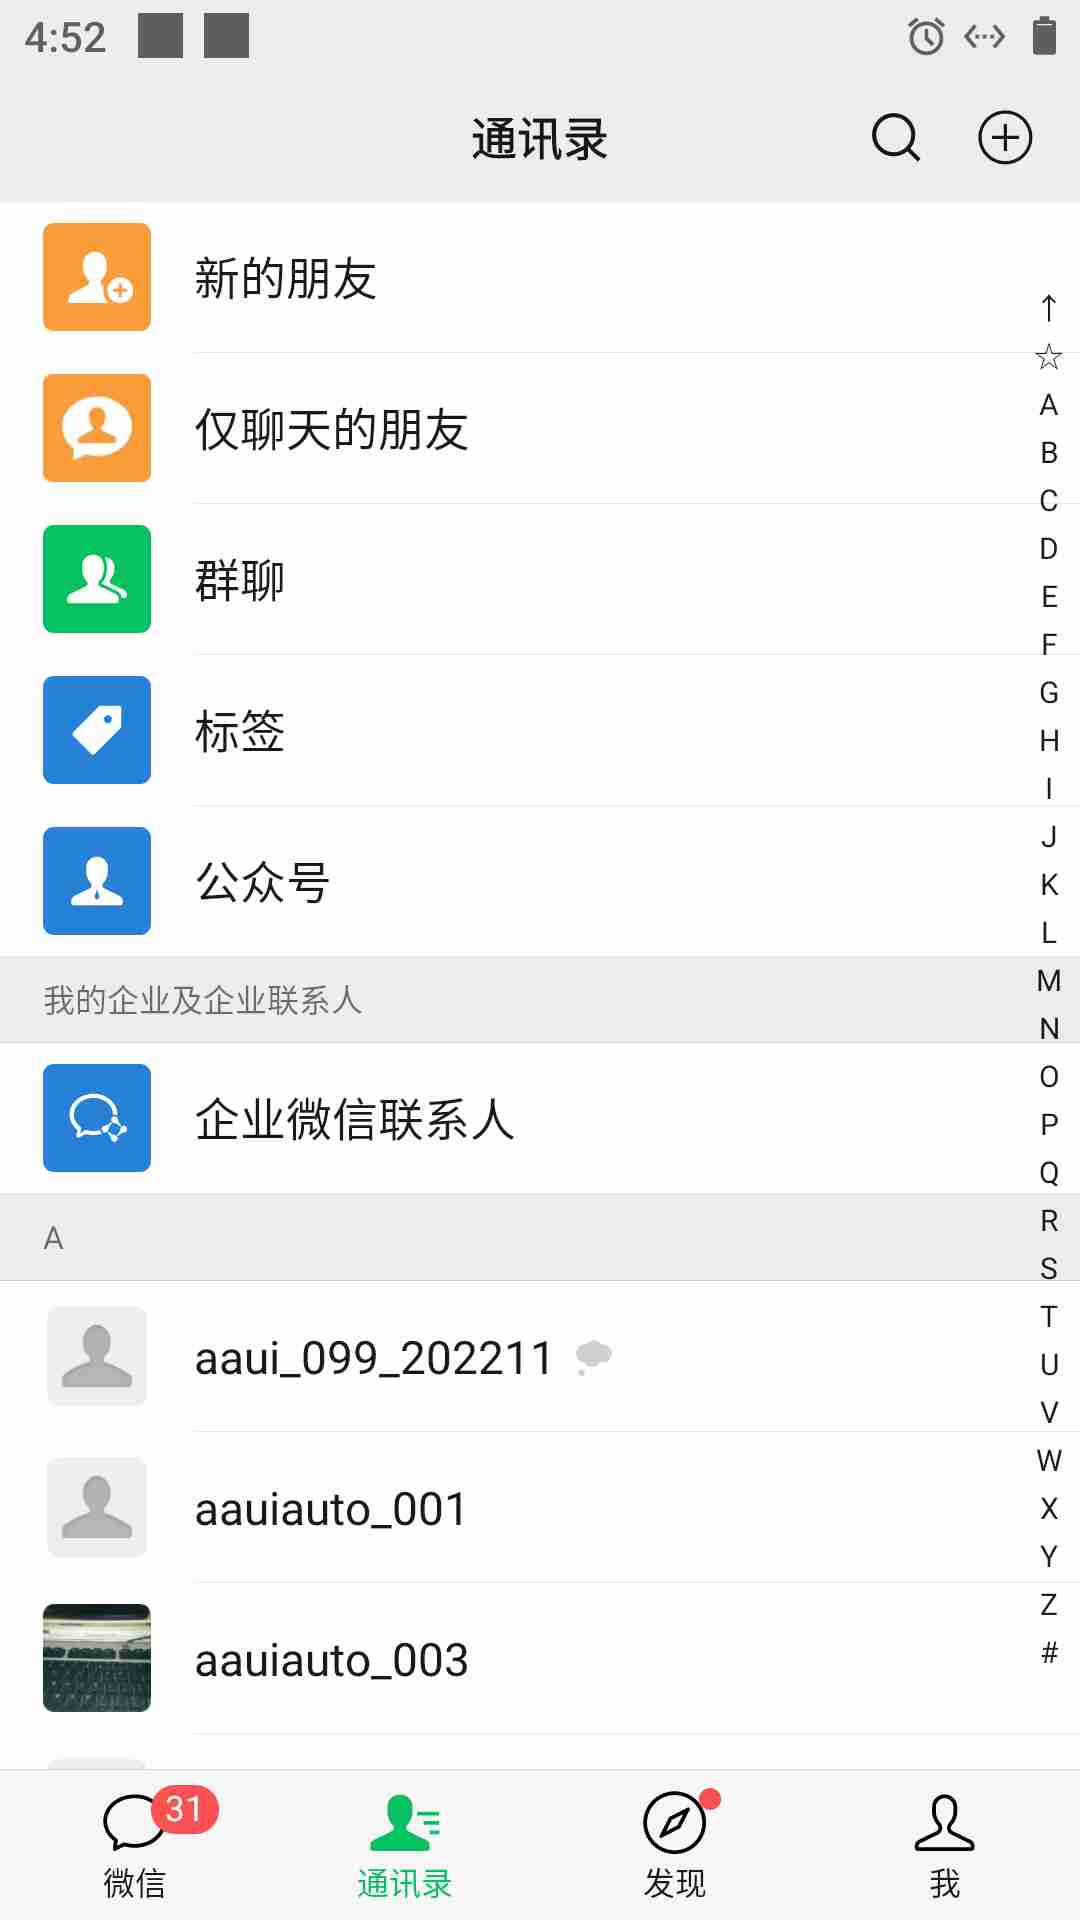 4:52
通讯录
新的朋友
仅聊天的朋友
群聊
标签
公众号
我的企业及企业联系人
企业微信联系人
A
aaui_099_202211
aauiauto_001
aauiauto_003
↑
☆
A
B
C
D
E
F
G
H
I
J
K
L
M
N
O
P
Q
R
S
T
U
V
W
X
Y
Z
#
31
微信
通讯录
发现
我